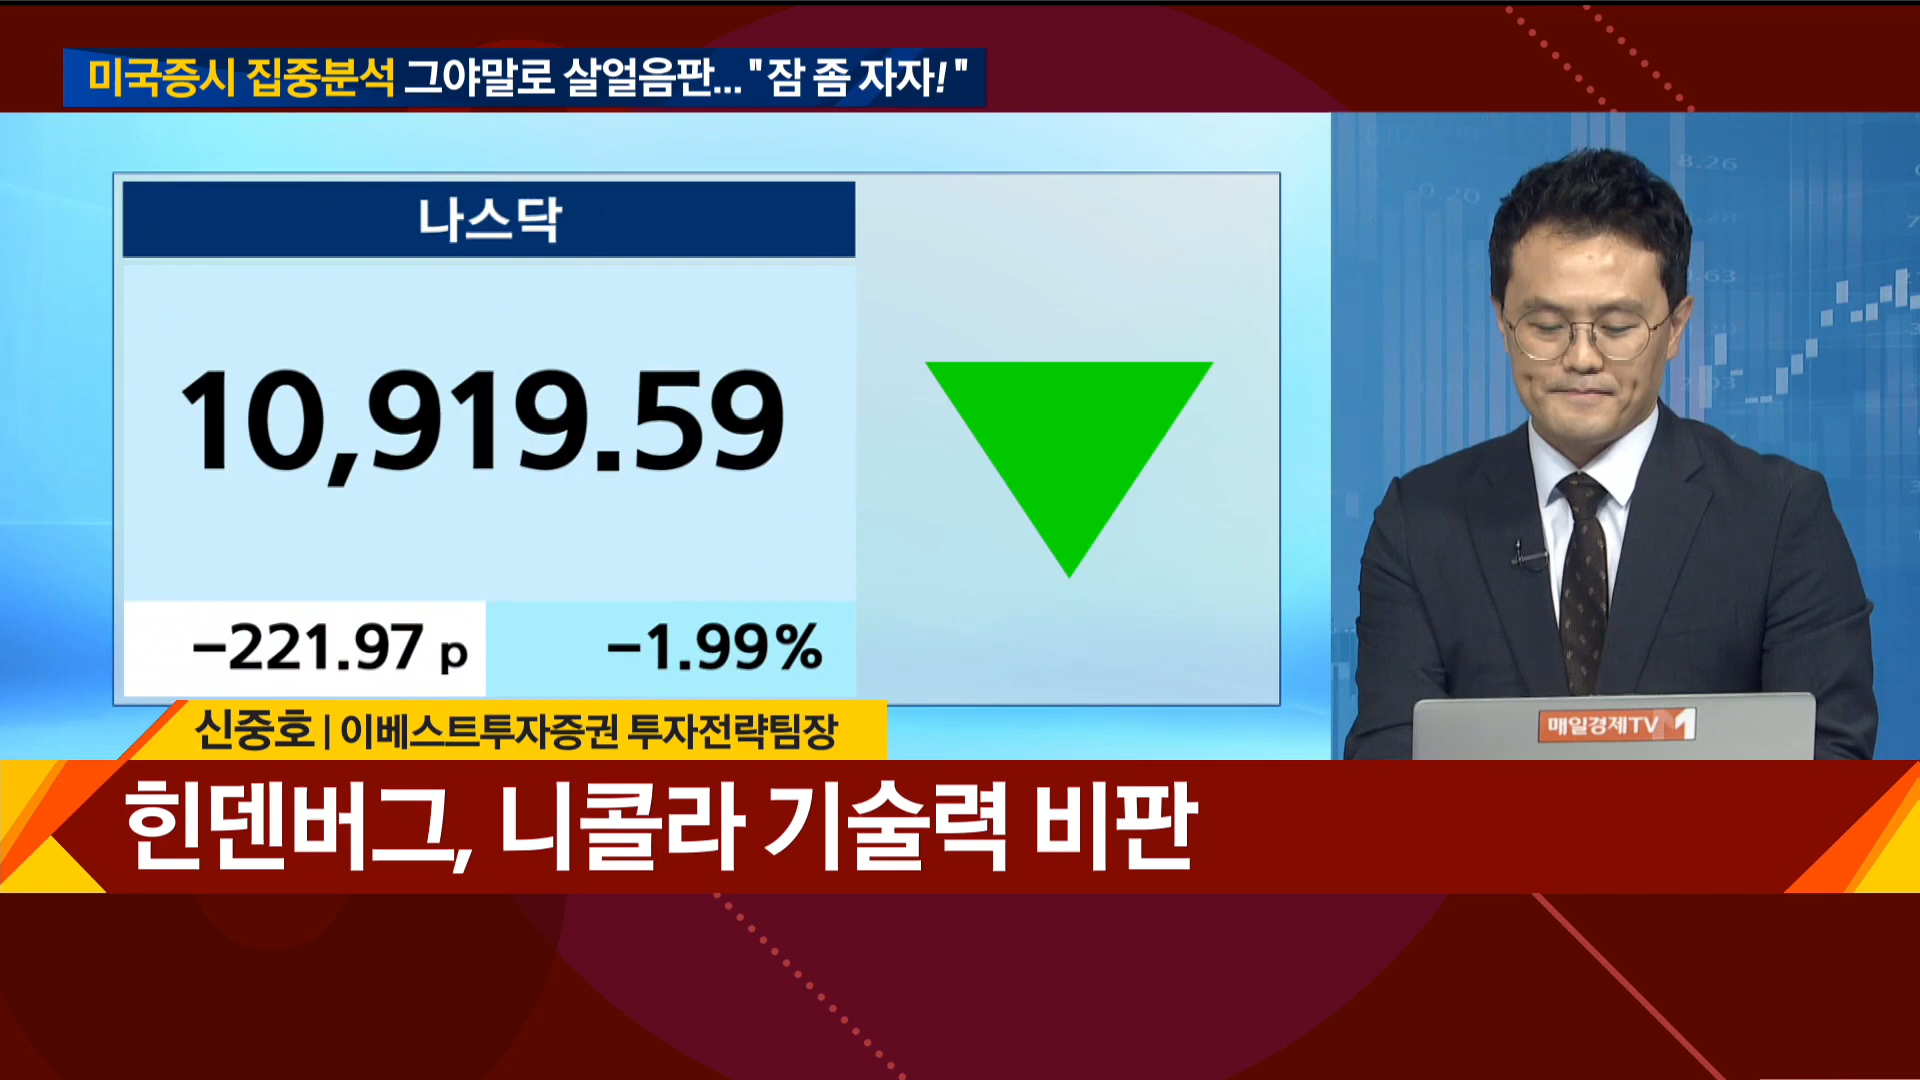 미국증시 집중분석 그야말로 살얼음판... "잠 좀 자자!"
나스닥
10,919.59
-221.97 p
-1.99%
신중호 | 이베스트투자증권 투자전략팀장
매일경제TV M
힌덴버그, 니콜라 기술력 비판